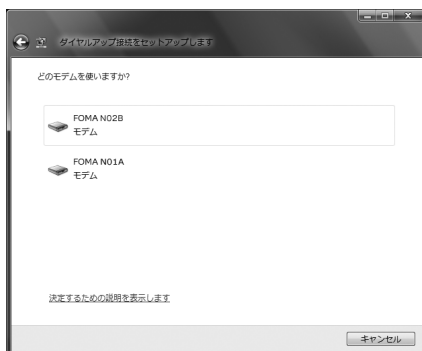 ダイヤルアップ接続をセットアップします
どのモデムを使いますか?
FOMA N02B
モデム
FOMA N01A
モデム
決定するための説明を表示します
キャンセル